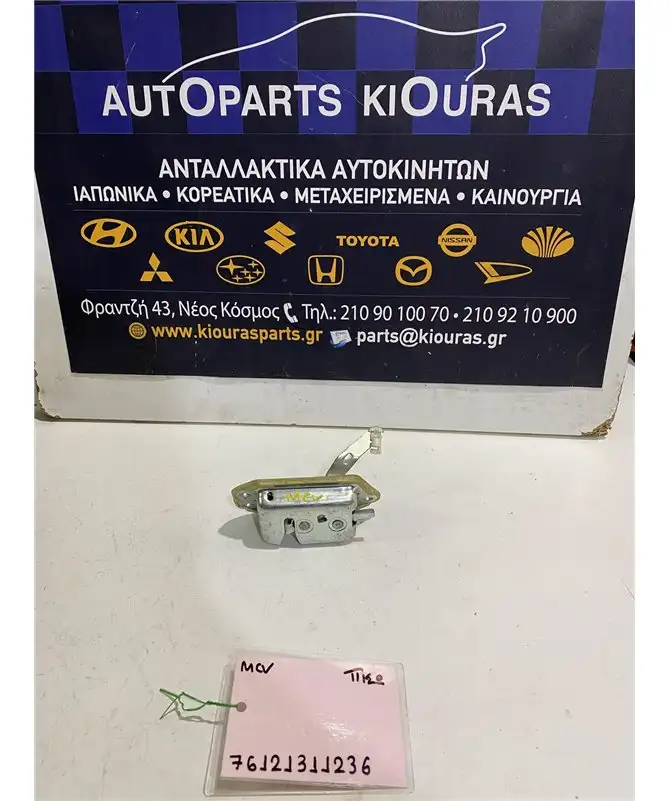 AUTOPARTS KIOURAS
ΑΝΤΑΛΛΑΚΤΙΚΑ ΑΥΤΟΚΙΝΗΤΩΝ
ΙΑΠΩΝΙΚΑ • ΚΟΡΕΑΤΙΚΑ • ΜΕΤΑΧΕΙΡΙΣΜΕΝΑ • ΚΑΙΝΟΥΡΓΙΑ
KIA TOYOTA NISSAN
Φραντζή 43, Νέος Κόσμος Τηλ.: 210 90 100 70 • 210 92 10 900
www.kiourasparts.gr parts@kiouras.gr
MCV
MCV ΠΙΣΩ
76121311236